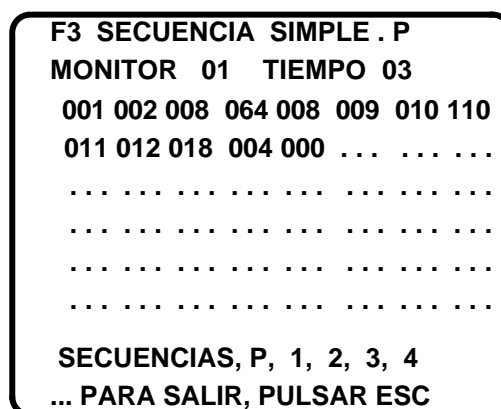 F3 SECUENCIA SIMPLE . P
MONITOR 01 TIEMPO 03
001 002 008 064 008 009 010 110
011 012 018 004 000 . . . . . . . . .
. . . . . . . . . . . . . . . . . . . . . . . .
. . . . . . . . . . . . . . . . . . . . . . . .
. . . . . . . . . . . . . . . . . . . . . . . .
. . . . . . . . . . . . . . . . . . . . . . . .
SECUENCIAS, P, 1, 2, 3, 4
... PARA SALIR, PULSAR ESC